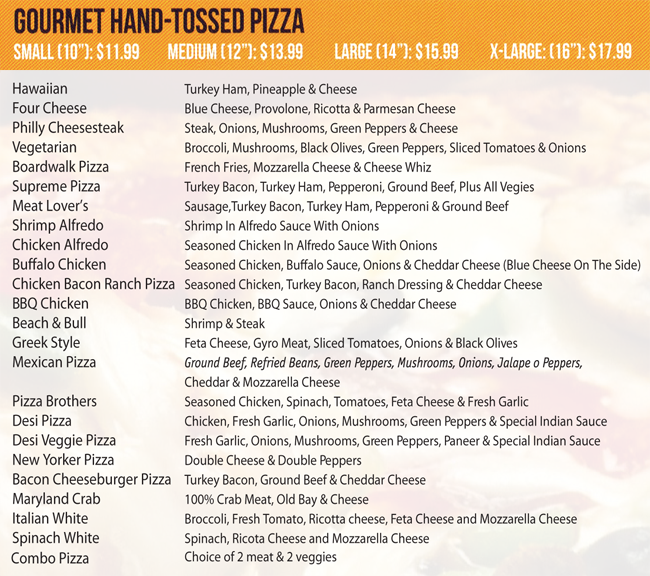 GOURMET HAND-TOSSED PIZZA
SMALL (10"): $11.99 MEDIUM (12"): $13.99 LARGE (14"): $15.99 X-LARGE: (16"): $17.99
Hawaiian Turkey Ham, Pineapple & Cheese
Four Cheese Blue Cheese, Provolone, Ricotta & Parmesan Cheese
Philly Cheesesteak Steak, Onions, Mushrooms, Green Peppers & Cheese
Vegetarian Broccoli, Mushrooms, Black Olives, Green Peppers, Sliced Tomatoes & Onions
Boardwalk Pizza French Fries, Mozzarella Cheese & Cheese Whiz
Supreme Pizza Turkey Bacon, Turkey Ham, Pepperoni, Ground Beef, Plus All Vegies
Meat Lover's Sausage,Turkey Bacon, Turkey Ham, Pepperoni & Ground Beef
Shrimp Alfredo Shrimp In Alfredo Sauce With Onions
Chicken Alfredo Seasoned Chicken In Alfredo Sauce With Onions
Buffalo Chicken Seasoned Chicken, Buffalo Sauce, Onions & Cheddar Cheese (Blue Cheese On The Side)
Chicken Bacon Ranch Pizza Seasoned Chicken, Turkey Bacon, Ranch Dressing & Cheddar Cheese
BBQ Chicken BBQ Chicken, BBQ Sauce, Onions & Cheddar Cheese
Beach & Bull Shrimp & Steak
Greek Style Feta Cheese, Gyro Meat, Sliced Tomatoes, Onions & Black Olives
Mexican Pizza Ground Beef, Refried Beans, Green Peppers, Mushrooms, Onions, Jalape o Peppers,
Cheddar & Mozzarella Cheese
Pizza Brothers Seasoned Chicken, Spinach, Tomatoes, Feta Cheese & Fresh Garlic
Desi Pizza Chicken, Fresh Garlic, Onions, Mushrooms, Green Peppers & Special Indian Sauce
Desi Veggie Pizza Fresh Garlic, Onions, Mushrooms, Green Peppers, Paneer & Special Indian Sauce
New Yorker Pizza Double Cheese & Double Peppers
Bacon Cheeseburger Pizza Turkey Bacon, Ground Beef & Cheddar Cheese
Maryland Crab 100% Crab Meat, Old Bay & Cheese
Italian White Broccoli, Fresh Tomato, Ricotta cheese, Feta Cheese and Mozzarella Cheese
Spinach White Spinach, Ricota Cheese and Mozzarella Cheese
Combo Pizza Choice of 2 meat & 2 veggies